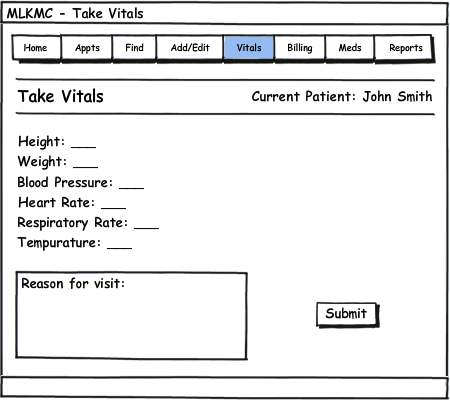 MLKMC - Take Vitals
Home Appts Find Add/Edit Vitals Billing Meds Reports
Take Vitals Current Patient: John Smith
Height: ___
Weight: ___
Blood Pressure: ___
Heart Rate: ___
Respiratory Rate: ___
Tempurature: ___
Reason for visit:
Submit